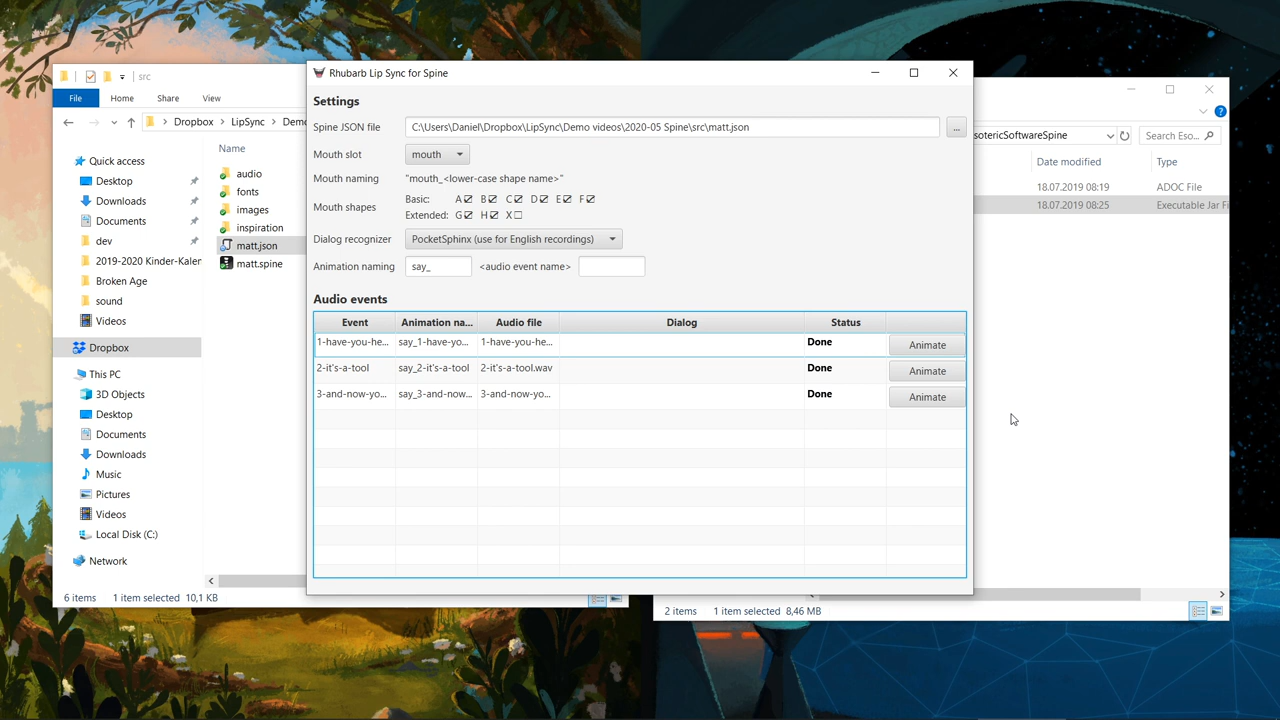 src
File Home Share View
Dropbox > LipSync > Demo
Name
Quick access
Desktop
Downloads
Documents
dev
2019-2020 Kinder-Kalen
Broken Age
sound
Videos
Dropbox
This PC
3D Objects
Desktop
Documents
Downloads
Music
Pictures
Videos
Local Disk (C:)
Network
audio
fonts
images
inspiration
matt.json
matt.spine
6 items 1 item selected 10,1 KB
Rhubarb Lip Sync for Spine
Settings
Spine JSON file C:\Users\Daniel\Dropbox\LipSync\Demo videos\2020-05 Spine\src\matt.json ...
Mouth slot mouth
Mouth naming "mouth_<lower-case shape name>"
Mouth shapes
Basic: A B C D E F
Extended: G H X
Dialog recognizer PocketSphinx (use for English recordings)
Animation naming say_ <audio event name>
Audio events
Event Animation na... Audio file Dialog Status
1-have-you-he... say_1-have-yo... 1-have-you-he... Done Animate
2-it's-a-tool say_2-it's-a-tool 2-it's-a-tool.wav Done Animate
3-and-now-yo... say_3-and-now... 3-and-now-yo... Done Animate
sotericSoftwareSpine Search Eso...
Date modified Type
18.07.2019 08:19 ADOC File
18.07.2019 08:25 Executable Jar Fi
2 items 1 item selected 8,46 MB